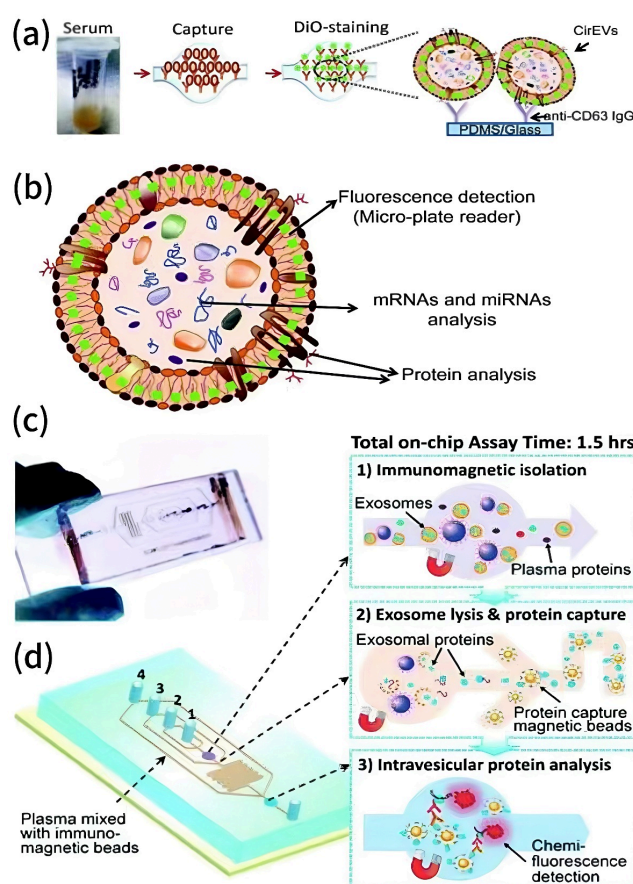 (a)
Serum
Capture
DiO-staining
CirEVs
anti-CD63 IgG
PDMS/Glass
(b)
Fluorescence detection
(Micro-plate reader)
mRNAs and miRNAs
analysis
Protein analysis
(c)
Total on-chip Assay Time: 1.5 hrs
1) Immunomagnetic isolation
Exosomes
Plasma proteins
2) Exosome lysis & protein capture
Exosomal proteins
Protein capture
magnetic beads
(d)
4
3
2
1
Plasma mixed
with immuno-
magnetic beads
3) Intravesicular protein analysis
Chemi-
fluorescence
detection